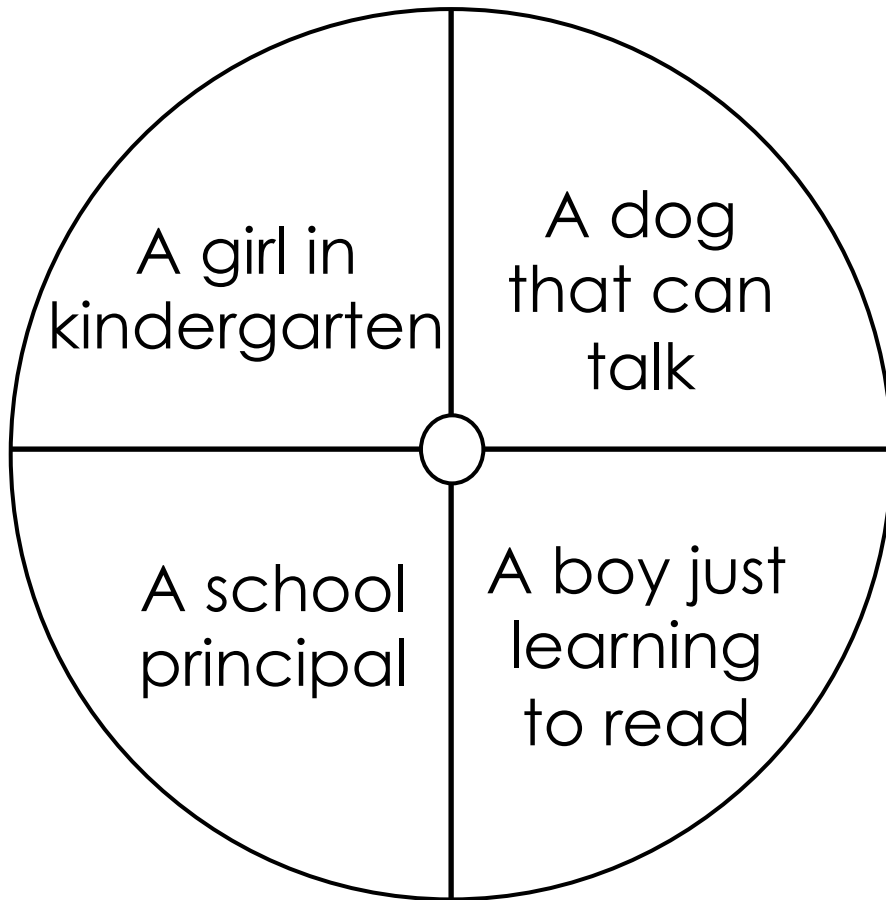 A girl in
kindergarten
A dog
that can
talk
A school
principal
A boy just
learning
to read